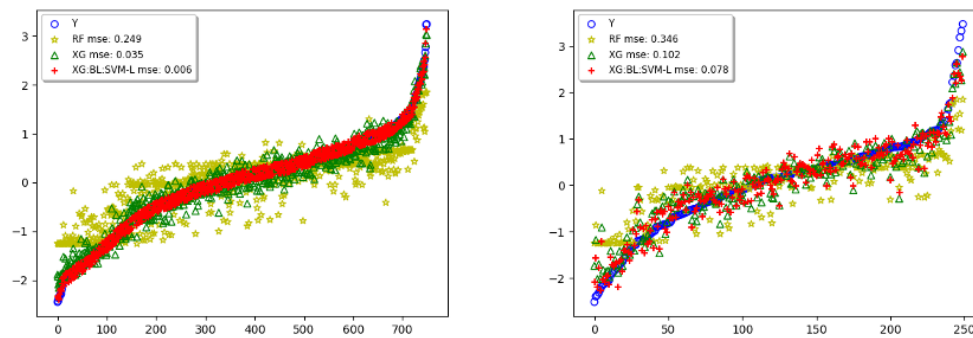 Y
RF mse: 0.249
XG mse: 0.035
XG:BL:SVM-L mse: 0.006
3
2
1
0
−1
−2
0 100 200 300 400 500 600 700
Y
RF mse: 0.346
XG mse: 0.102
XG:BL:SVM-L mse: 0.078
3
2
1
0
−1
−2
0 50 100 150 200 250